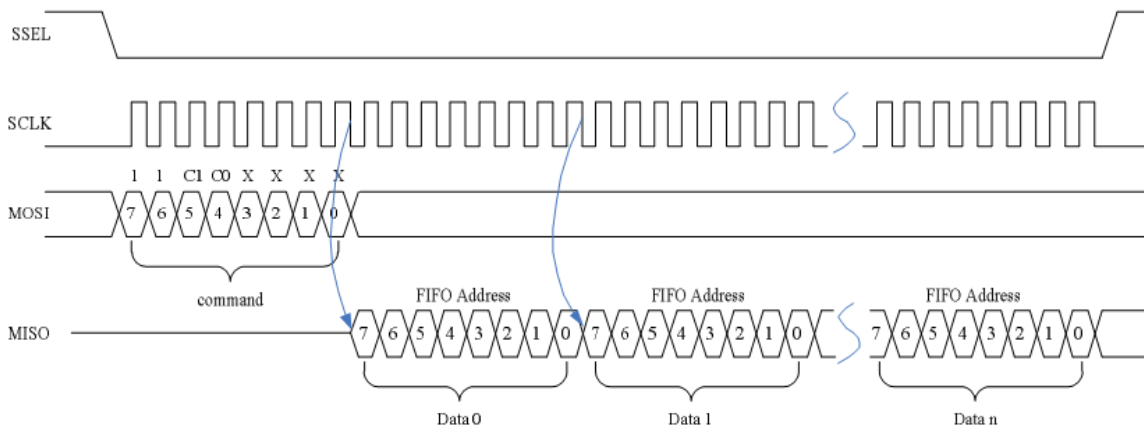 SSEL
SCLK
1 1 C1 C0 X X X X
MOSI
7 6 5 4 3 2 1 0
command
FIFO Address FIFO Address FIFO Address
MISO
7 6 5 4 3 2 1 0 7 6 5 4 3 2 1 0 7 6 5 4 3 2 1 0
Data 0 Data 1 Data n